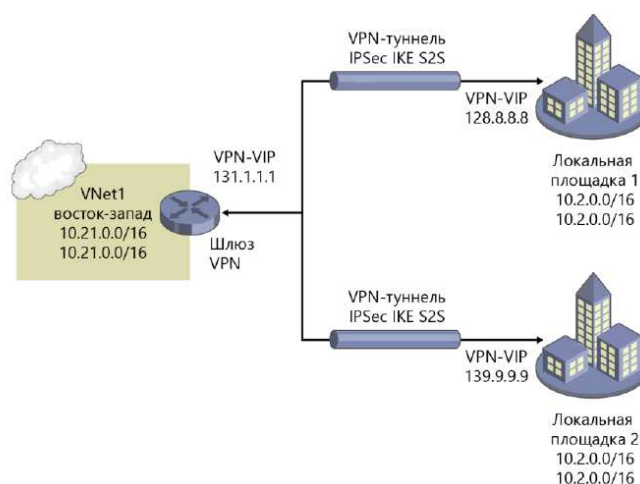 VPN-туннель
IPSec IKE S2S
VPN-VIP
128.8.8.8
Локальная
площадка 1
10.2.0.0/16
10.2.0.0/16
VPN-VIP
131.1.1.1
VNet1
восток-запад
10.21.0.0/16
10.21.0.0/16
Шлюз
VPN
VPN-туннель
IPSec IKE S2S
VPN-VIP
139.9.9.9
Локальная
площадка 2
10.2.0.0/16
10.2.0.0/16